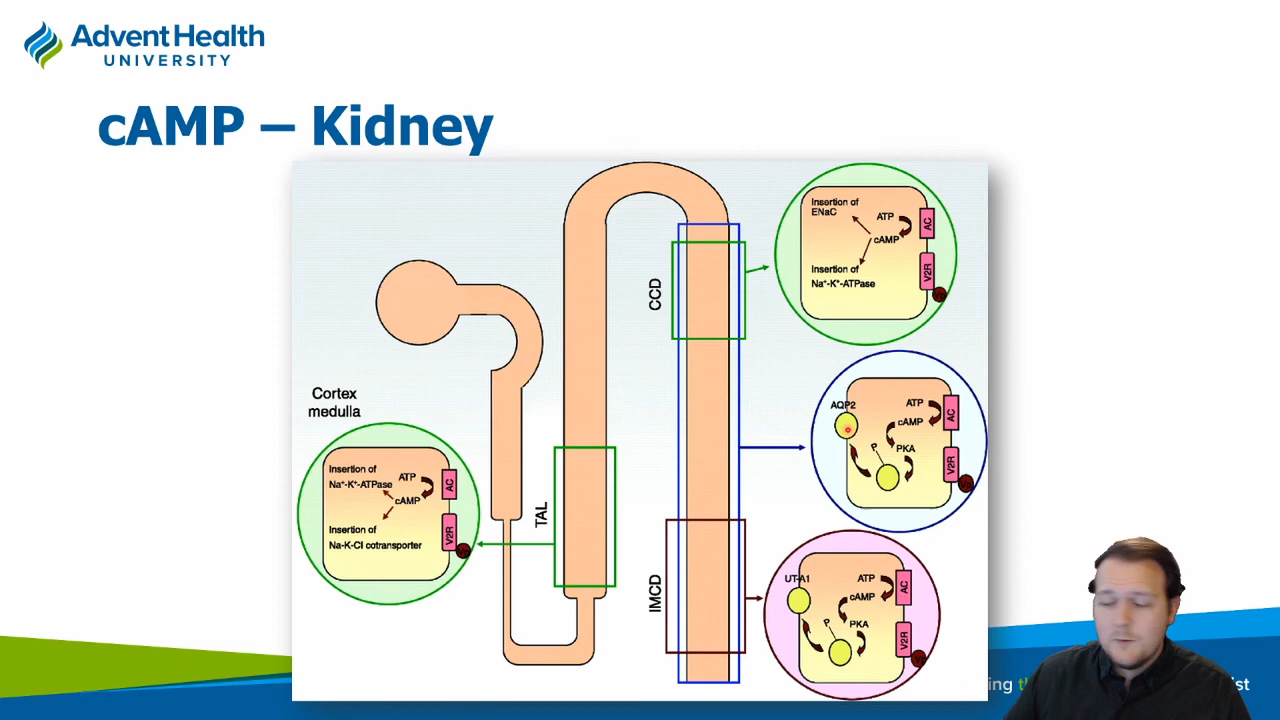 AdventHealth
UNIVERSITY
cAMP – Kidney
Cortex
medulla
Insertion of
Na⁺-K⁺-ATPase
ATP
cAMP
AC
Insertion of
Na-K-Cl cotransporter
V2R
TAL
CCD
IMCD
Insertion of
ENaC
ATP
cAMP
AC
Insertion of
Na⁺-K⁺-ATPase
V2R
AQP2
ATP
cAMP
AC
P
PKA
V2R
UT-A1
ATP
cAMP
AC
P
PKA
V2R
ing t
ist